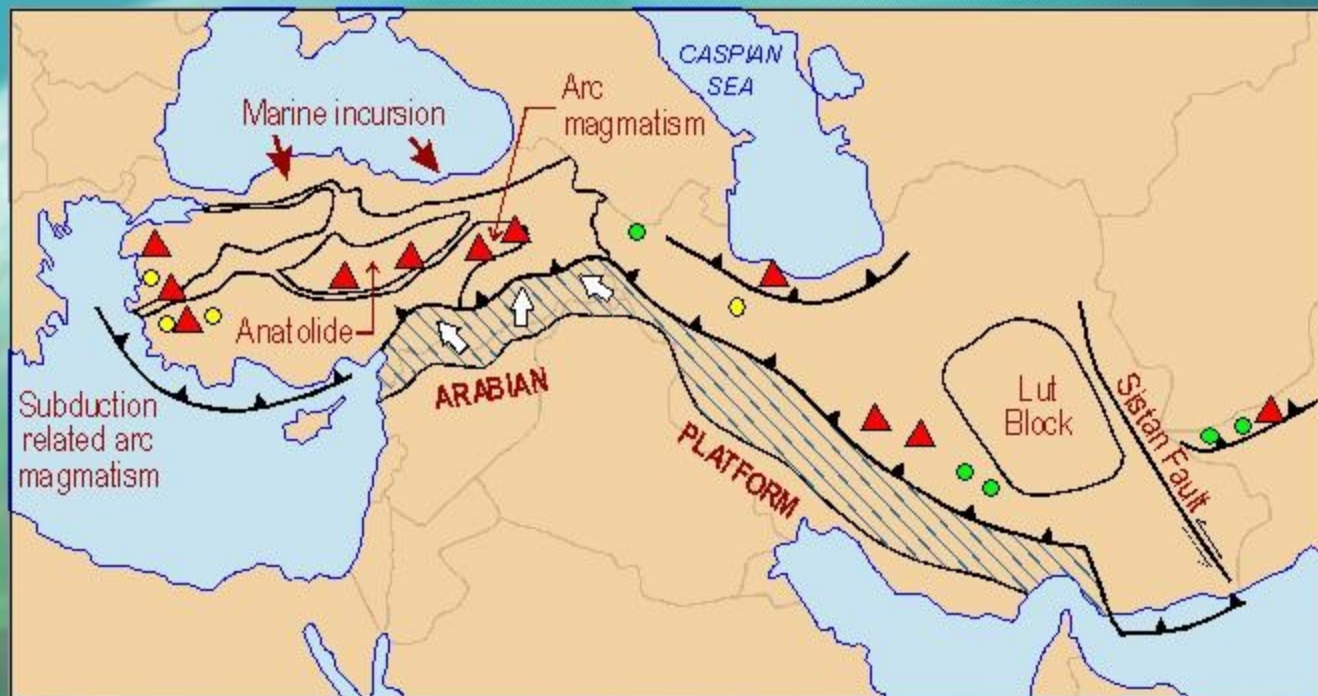 CASPIAN
SEA
Arc
magmatism
Marine incursion
Anatolide
Subduction
related arc
magmatism
ARABIAN
PLATFORM
Lut
Block
Sistan Fault